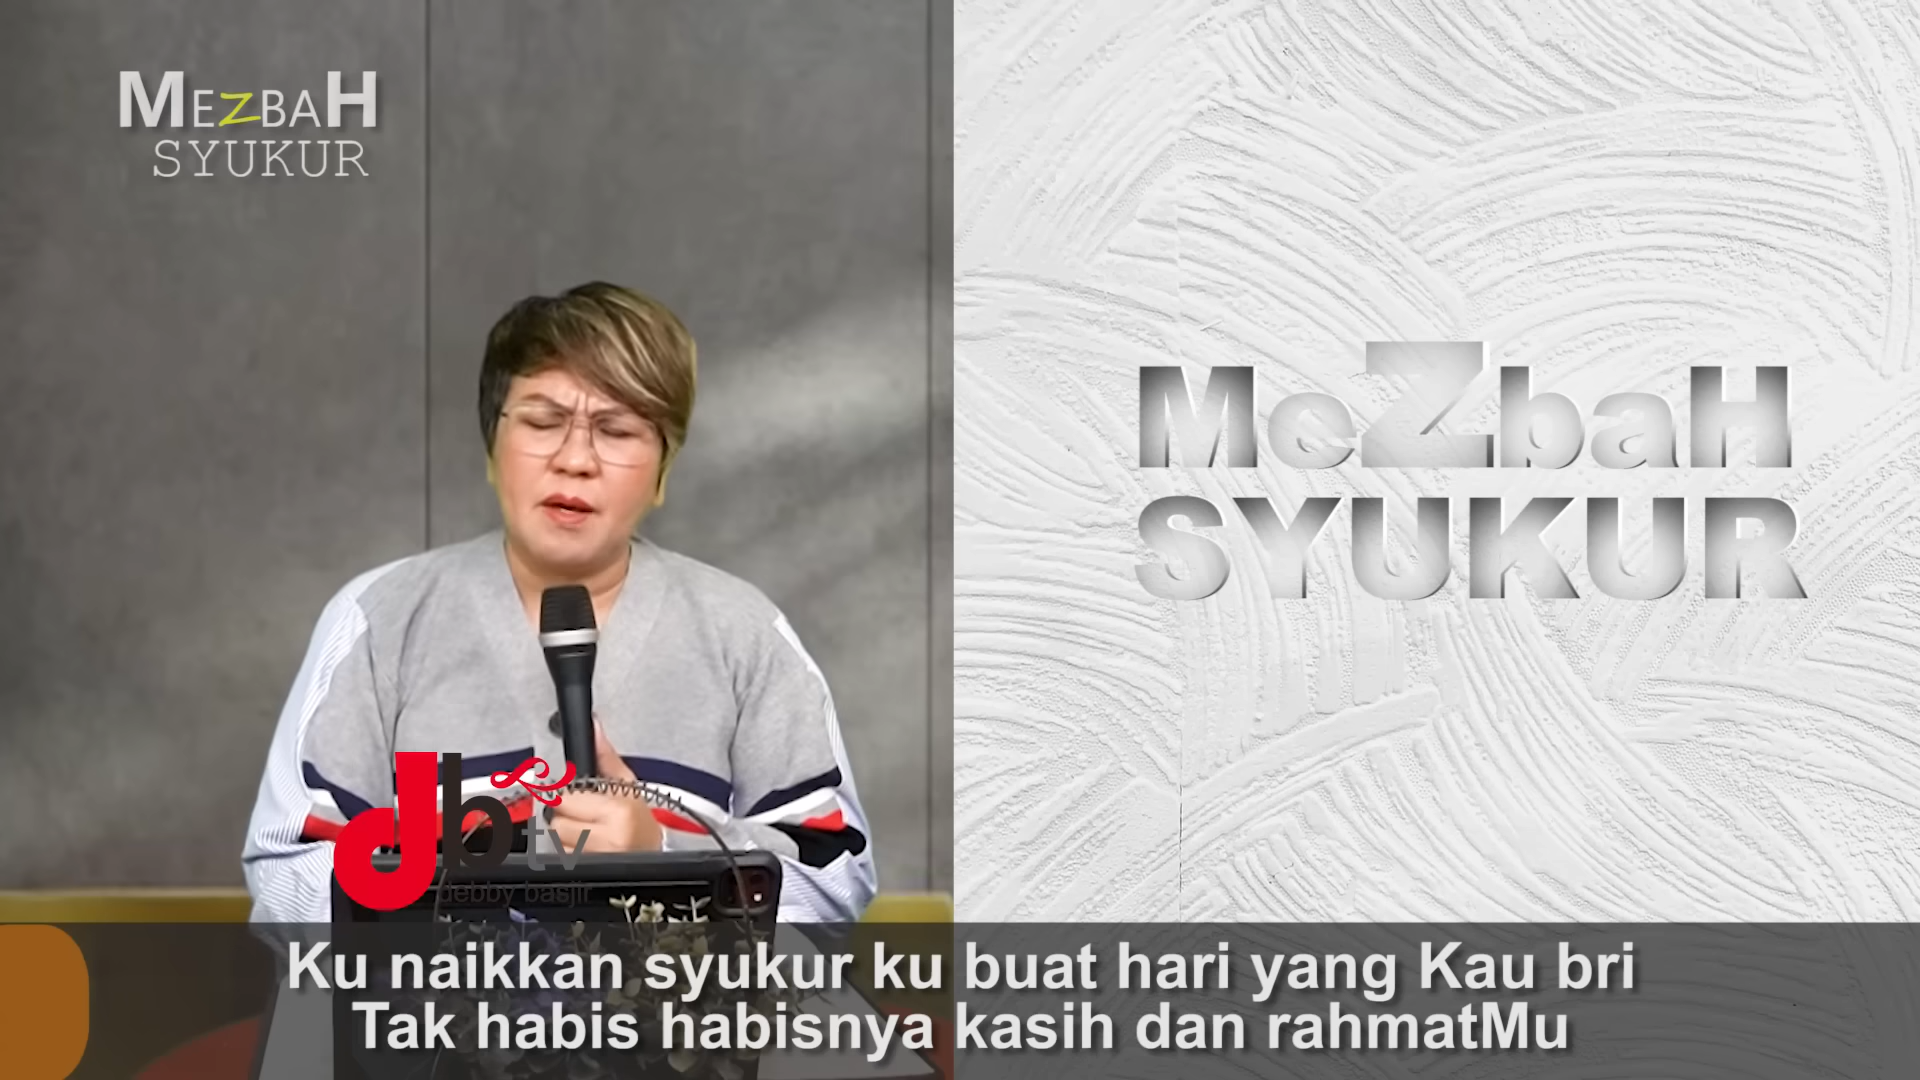 MEZBAH
SYUKUR
MeZbaH
SYUKUR
db tv
debby basjir
Ku naikkan syukur ku buat hari yang Kau bri
Tak habis habisnya kasih dan rahmatMu